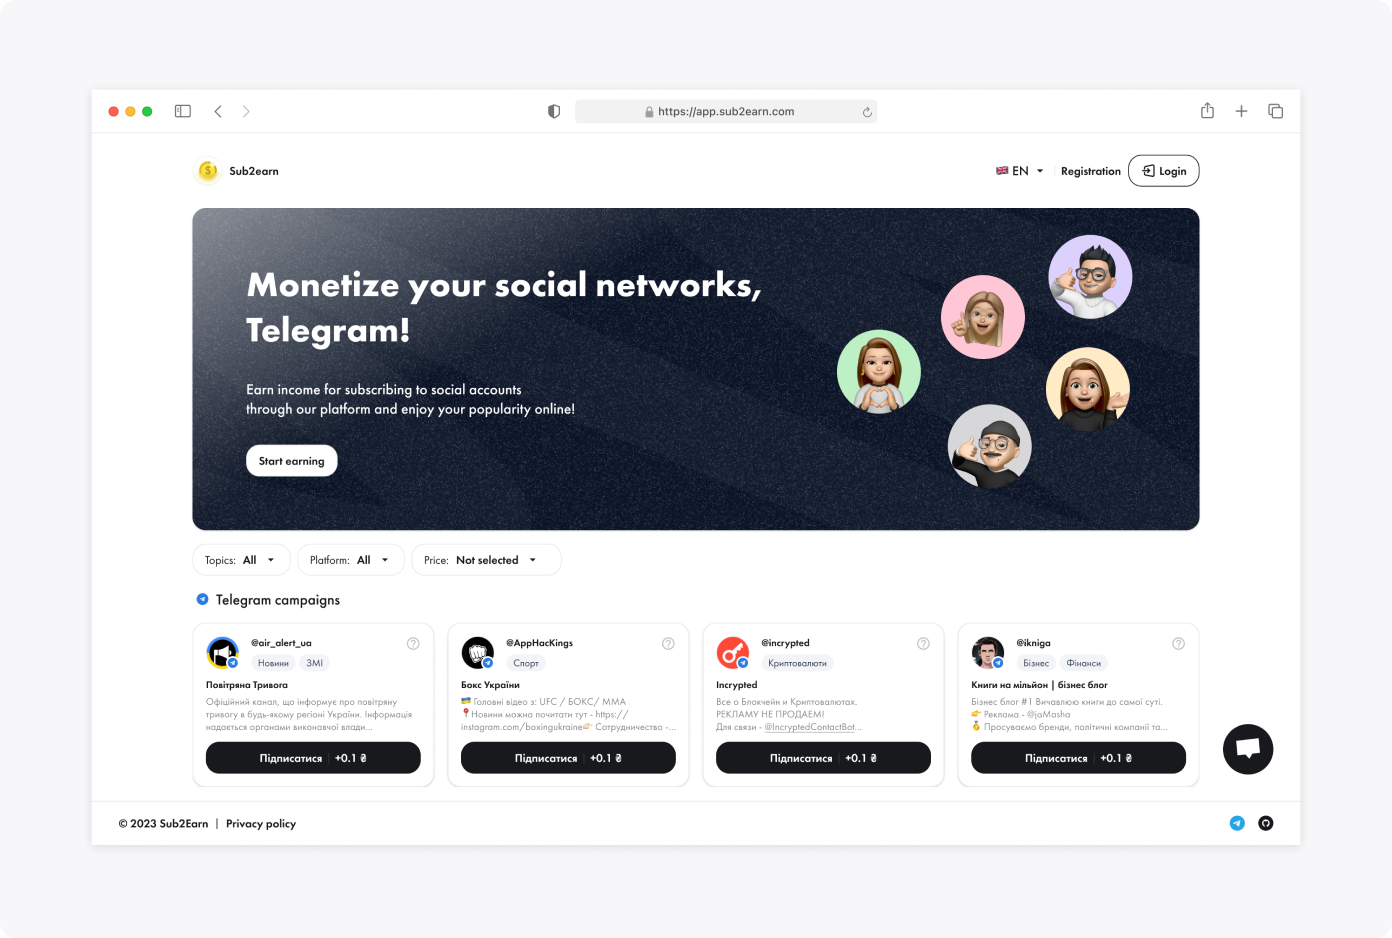 https://app.sub2earn.com
Sub2earn
EN
Registration
Login
Monetize your social networks,
Telegram!
Earn income for subscribing to social accounts
through our platform and enjoy your popularity online!
Start earning
Topics: All
Platform: All
Price: Not selected
Telegram campaigns
@air_alert_ua
Новини ЗМІ
Повітряна Тривога
Офіційний канал, що інформує про повітряну
тривогу в будь-якому регіоні України. Інформація
надається органами виконавчої влади...
Підписатися | +0.1 ₴
@AppHacKings
Спорт
Бокс України
🇺🇦 Головні відео з: UFC / БОКС/ ММА
📍Новини можна почитати тут - https://
instagram.com/boxingukraine👉🏻 Сотрудничество -...
Підписатися | +0.1 ₴
@incrypted
Криптовалюти
Incrypted
Все о Блокчейн и Криптовалютах.
РЕКЛАМУ НЕ ПРОДАЕМ!
Для связи - @IncryptedContactBot...
Підписатися | +0.1 ₴
@ikniga
Бізнес Фінанси
Книги на мільйон | бізнес блог
Бізнес блог #1 Вичавлюю книги до самої суті.
👉 Реклама - @jaMasha
🥇 Просуваємо бренди, політичні компанії та...
Підписатися | +0.1 ₴
© 2023 Sub2Earn | Privacy policy